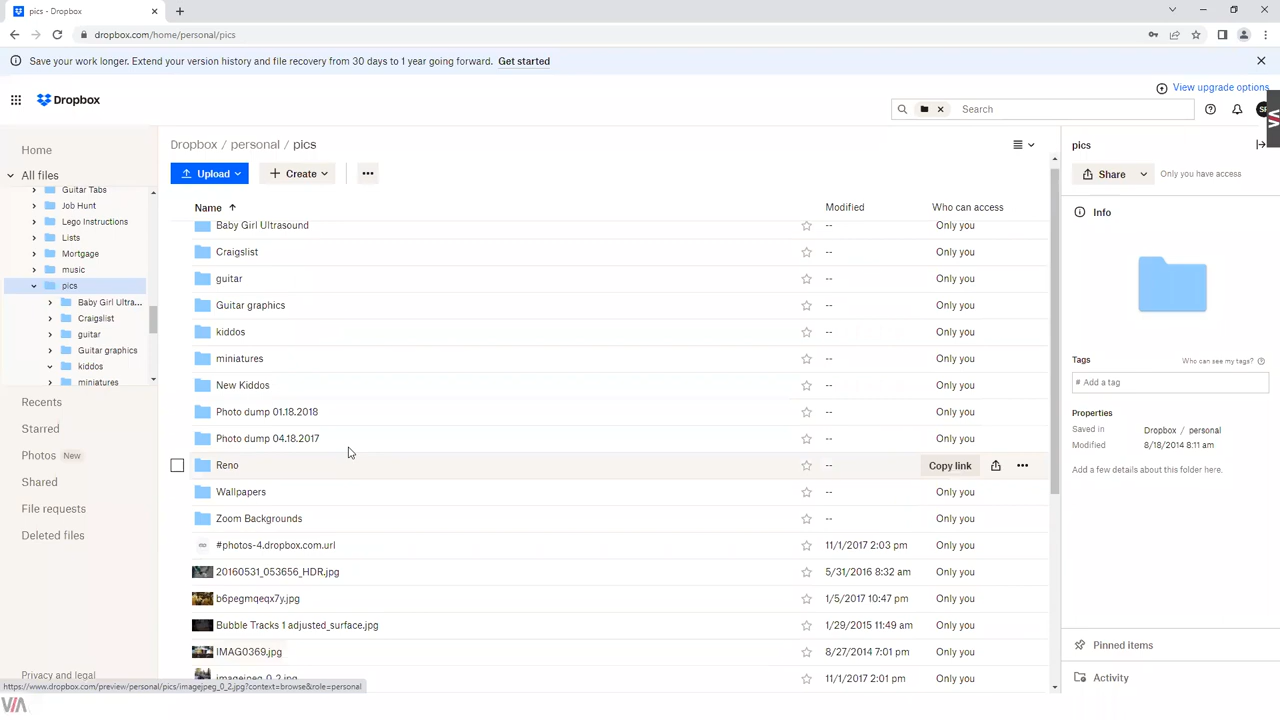 pics - Dropbox
dropbox.com/home/personal/pics
Save your work longer. Extend your version history and file recovery from 30 days to 1 year going forward. Get started
View upgrade options
Dropbox
Search
Home
All files
Guitar Tabs
Job Hunt
Lego Instructions
Lists
Mortgage
music
pics
Baby Girl Ultra...
Craigslist
guitar
Guitar graphics
kiddos
miniatures
Recents
Starred
Photos New
Shared
File requests
Deleted files
Privacy and legal
Dropbox / personal / pics
Upload
Create
Name Modified Who can access
Baby Girl Ultrasound -- Only you
Craigslist -- Only you
guitar -- Only you
Guitar graphics -- Only you
kiddos -- Only you
miniatures -- Only you
New Kiddos -- Only you
Photo dump 01.18.2018 -- Only you
Photo dump 04.18.2017 -- Only you
Reno -- Copy link
Wallpapers -- Only you
Zoom Backgrounds -- Only you
#photos-4.dropbox.com.url 11/1/2017 2:03 pm Only you
20160531_053656_HDR.jpg 5/31/2016 8:32 am Only you
b6pegmqeqx7y.jpg 1/5/2017 10:47 pm Only you
Bubble Tracks 1 adjusted_surface.jpg 1/29/2015 11:49 am Only you
IMAG0369.jpg 8/27/2014 7:01 pm Only you
imagejpeg_0_2.jpg 11/1/2017 2:01 pm Only you
https://www.dropbox.com/preview/personal/pics/imagejpeg_0_2.jpg?context=browse&role=personal
pics
Share Only you have access
Info
Tags Who can see my tags?
# Add a tag
Properties
Saved in Dropbox / personal
Modified 8/18/2014 8:11 am
Add a few details about this folder here.
Pinned items
Activity
VIA